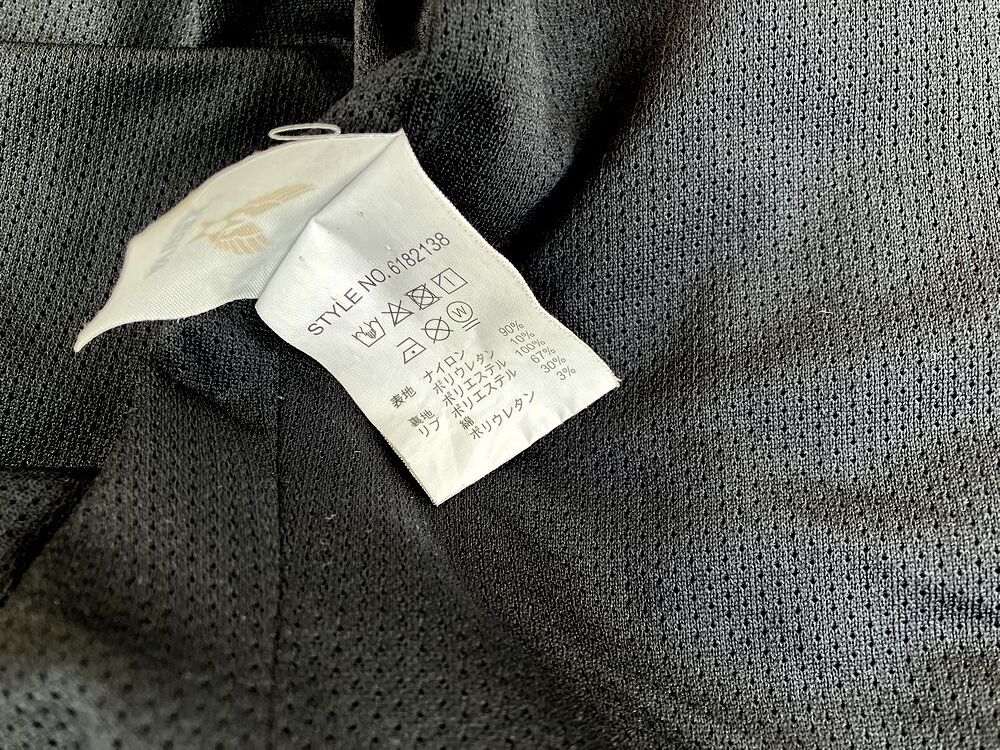 STYLE NO. 6182138
W
表地 ナイロン 90%
ポリウレタン 10%
裏地 ポリエステル 100%
リブ ポリエステル 67%
綿 30%
ポリウレタン 3%